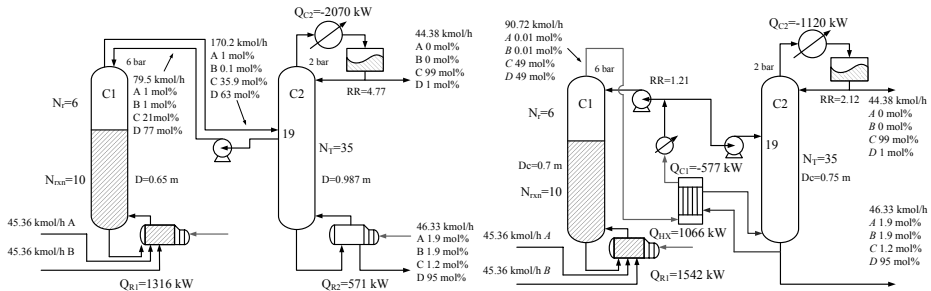 Q_C2=-2070 kW
170.2 kmol/h
A 1 mol%
B 0.1 mol%
C 35.9 mol%
D 63 mol%
6 bar
79.5 kmol/h
A 1 mol%
B 1 mol%
C 21mol%
D 77 mol%
C1
N_r=6
N_rxn=10
D=0.65 m
45.36 kmol/h A
45.36 kmol/h B
Q_R1=1316 kW
2 bar
C2
19
N_T=35
D=0.987 m
RR=4.77
44.38 kmol/h
A 0 mol%
B 0 mol%
C 99 mol%
D 1 mol%
46.33 kmol/h
A 1.9 mol%
B 1.9 mol%
C 1.2 mol%
D 95 mol%
Q_R2=571 kW
90.72 kmol/h
A 0.01 mol%
B 0.01 mol%
C 49 mol%
D 49 mol%
6 bar
C1
N_r=6
Dc=0.7 m
N_rxn=10
45.36 kmol/h A
45.36 kmol/h B
Q_R1=1542 kW
RR=1.21
Q_C1=-577 kW
Q_HX=1066 kW
Q_C2=-1120 kW
2 bar
C2
19
N_T=35
Dc=0.75 m
RR=2.12
44.38 kmol/h
A 0 mol%
B 0 mol%
C 99 mol%
D 1 mol%
46.33 kmol/h
A 1.9 mol%
B 1.9 mol%
C 1.2 mol%
D 95 mol%